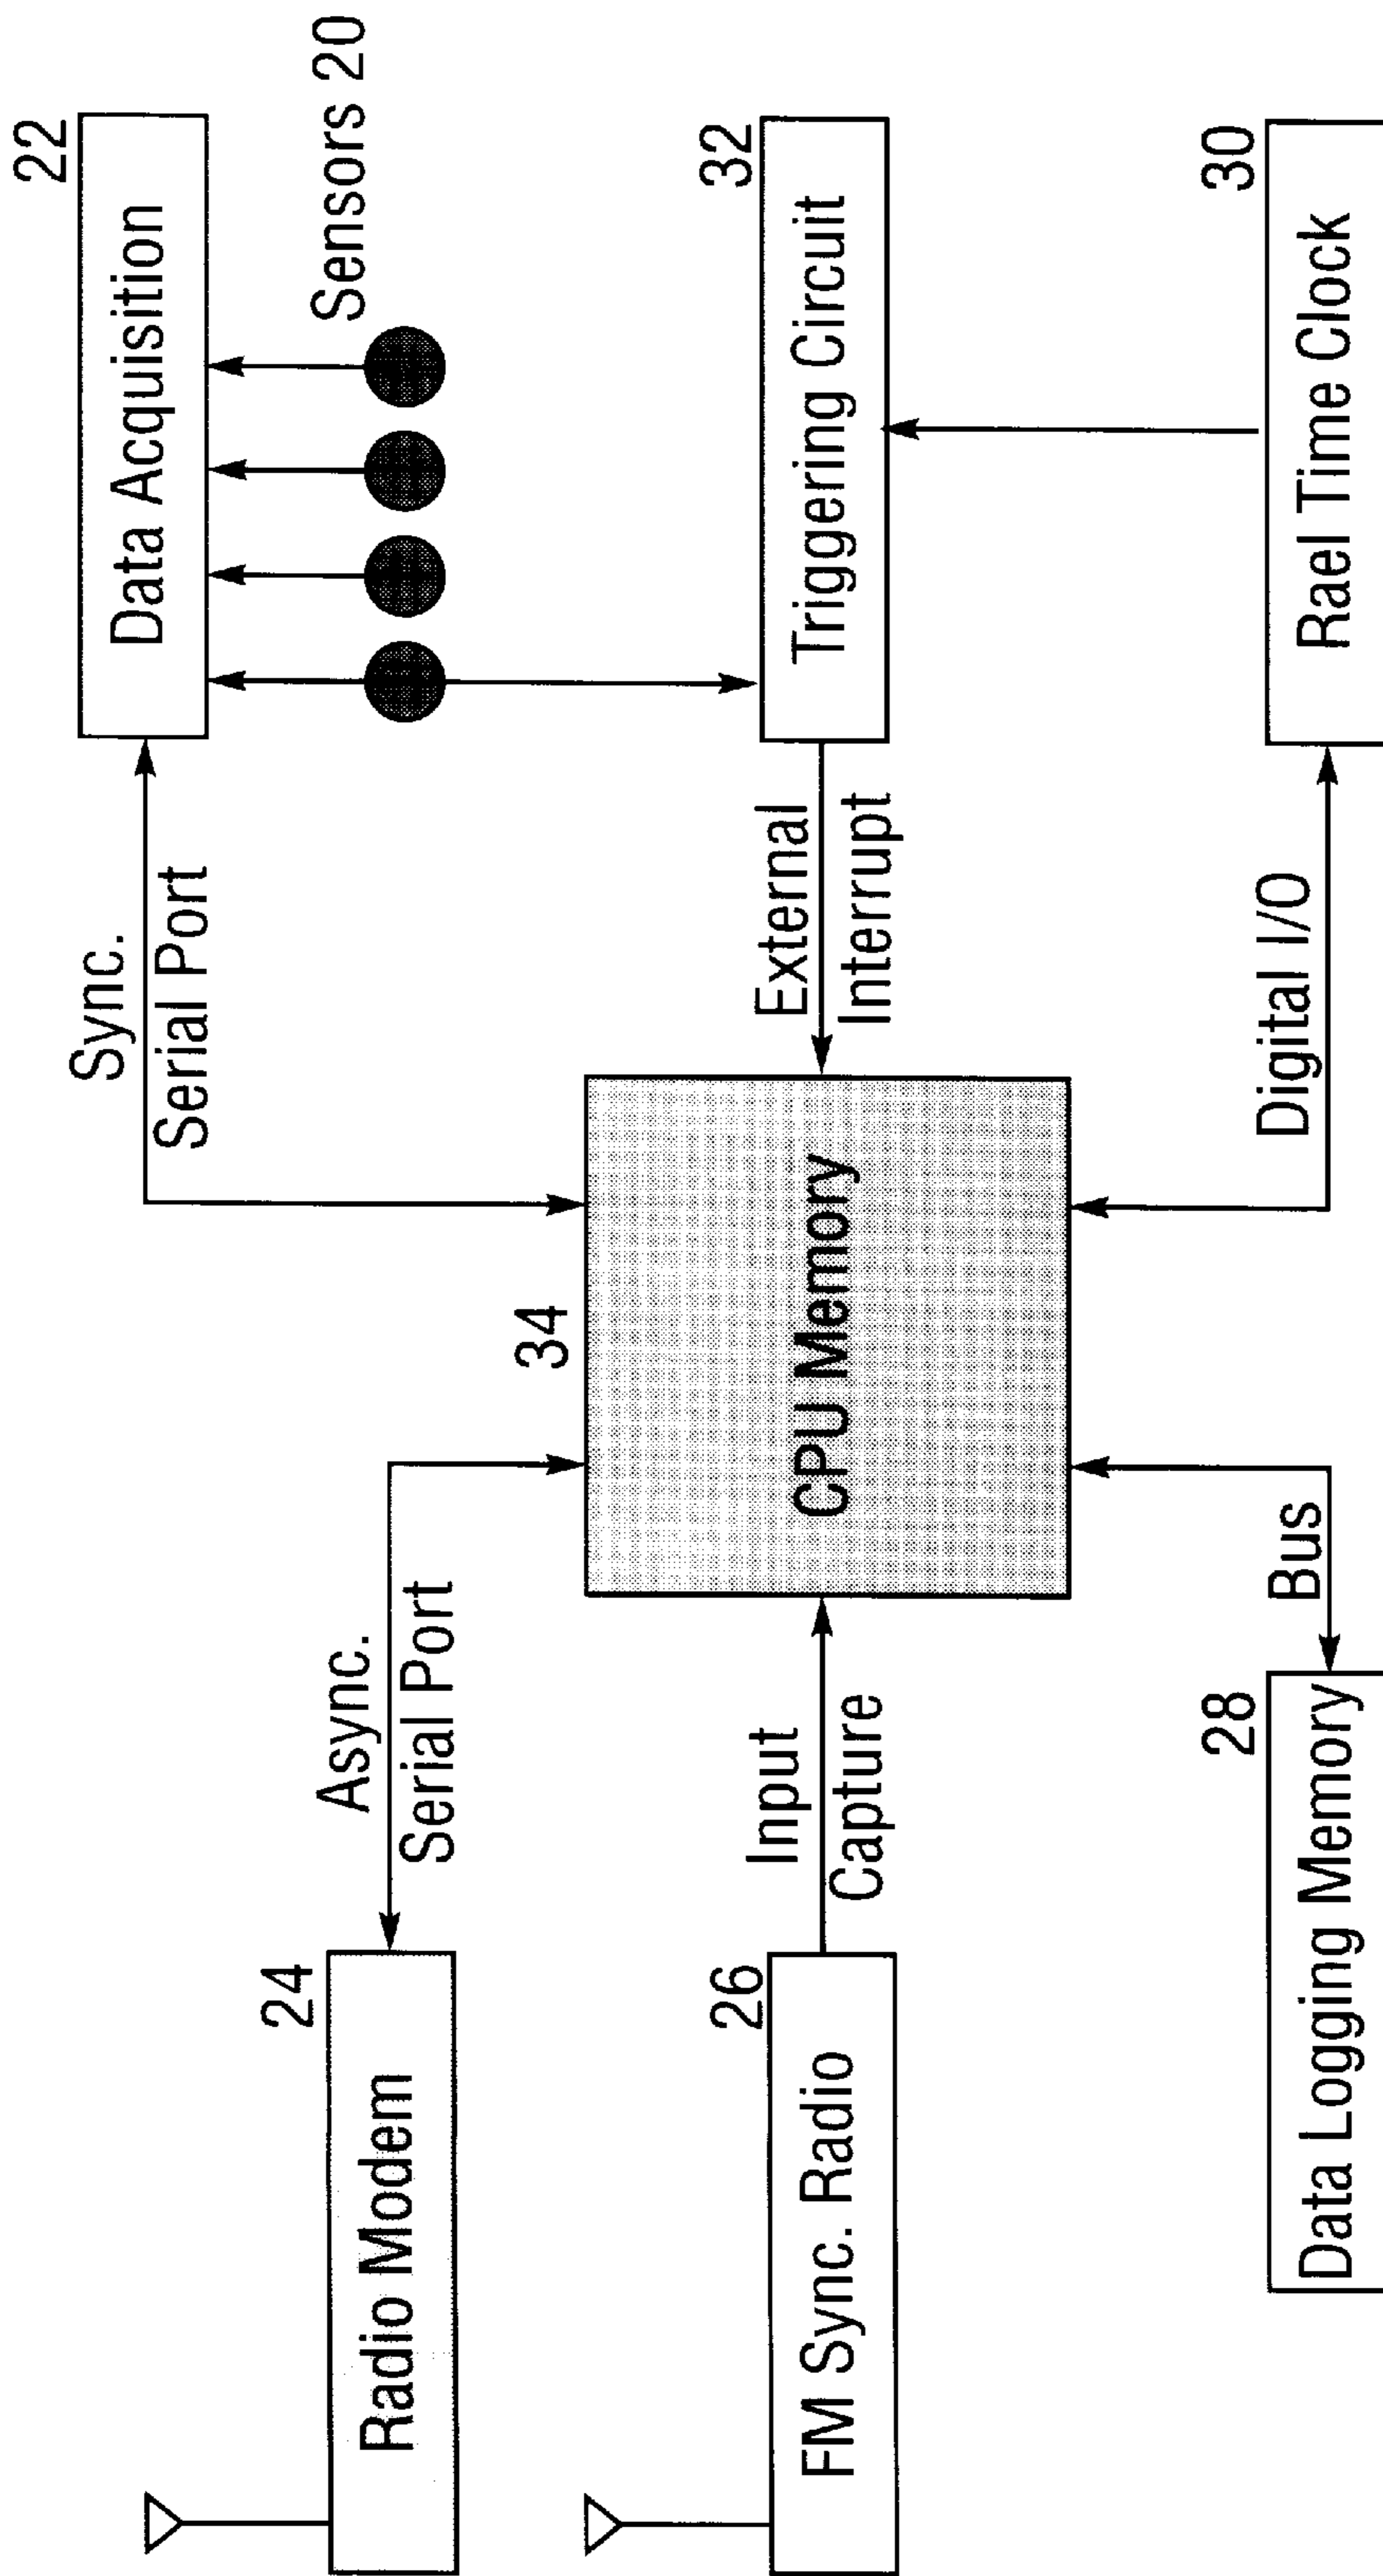 24
Radio Modem
Async.
Serial Port
Sync.
Serial Port
22
Data Acquisition
Sensors 20
26
FM Sync. Radio
Input
Capture
34
CPU Memory
External
Interrupt
32
Triggering Circuit
28
Data Logging Memory
Bus
Digital I/O
30
Rael Time Clock